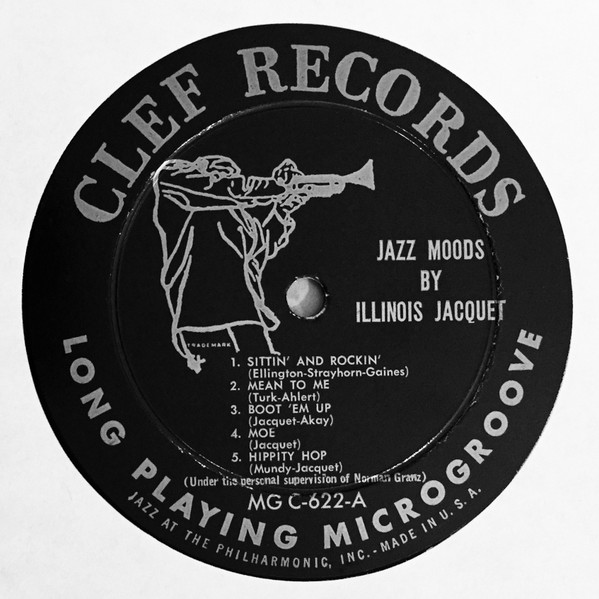 CLEF RECORDS
JAZZ MOODS
BY
ILLINOIS JACQUET
TRADEMARK
1. SITTIN' AND ROCKIN'
(Ellington-Strayhorn-Gaines)
2. MEAN TO ME
(Turk-Ahlert)
3. BOOT 'EM UP
(Jacquet-Akay)
4. MOE
(Jacquet)
5. HIPPITY HOP
(Mundy-Jacquet)
(Under the personal supervision of Norman Granz)
MG C-622-A
LONG PLAYING MICROGROOVE
JAZZ AT THE PHILHARMONIC, INC.-MADE IN U.S.A.